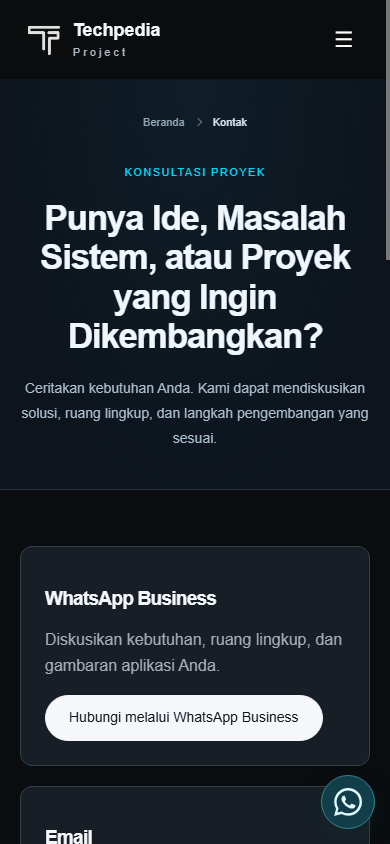 Techpedia
Project
Beranda
Kontak
KONSULTASI PROYEK
Punya Ide, Masalah
Sistem, atau Proyek
yang Ingin
Dikembangkan?
Ceritakan kebutuhan Anda. Kami dapat mendiskusikan
solusi, ruang lingkup, dan langkah pengembangan yang
sesuai.
WhatsApp Business
Diskusikan kebutuhan, ruang lingkup, dan
gambaran aplikasi Anda.
Hubungi melalui WhatsApp Business
Email